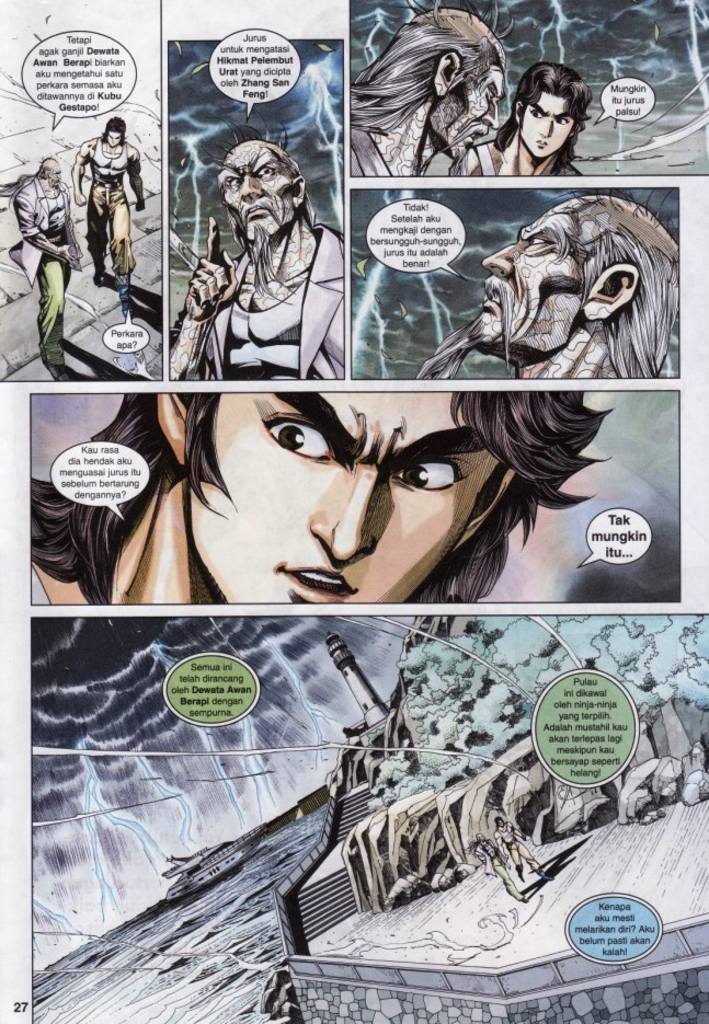 Tetapi
agak ganjil Dewata
Awan Berapi biarkan
aku mengetahui satu
perkara semasa aku
ditawannya di Kubu
Gestapo!
Perkara
apa?
Jurus
untuk mengatasi
Hikmat Pelembut
Urat yang dicipta
oleh Zhang San
Feng!
Mungkin
itu jurus
palsu!
Tidak!
Setelah aku
mengkaji dengan
bersungguh-sungguh,
jurus itu adalah
benar!
Kau rasa
dia hendak aku
menguasai jurus itu
sebelum bertarung
dengannya?
Tak
mungkin
itu...
Semua ini
telah dirancang
oleh Dewata Awan
Berapi dengan
sempurna.
Pulau
ini dikawal
oleh ninja-ninja
yang terpilih.
Adalah mustahil kau
akan terlepas lagi
meskipun kau
bersayap seperti
helang!
Kenapa
aku mesti
melarikan diri? Aku
belum pasti akan
kalah!
27